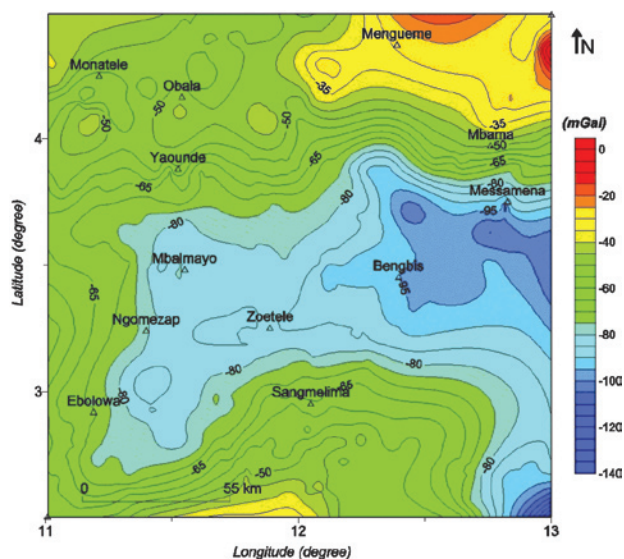 Mengueme
N
Monatele
-35
Obala
-50
-50
-50
-35
4
Mbama
-50
(mGal)
-65
-65
0
Yaounde
-65
-80
Messamena
-20
-80
-95
-40
Mbalmayo
Bengbis
-65
-95
-60
Latitude (degree)
Ngomezap
Zoetele
-80
-80
-80
-100
3
Sangmelima
-65
Ebolowa
-80
-120
-65
-50
-80
-140
0
55 km
11
12
13
Longitude (degree)